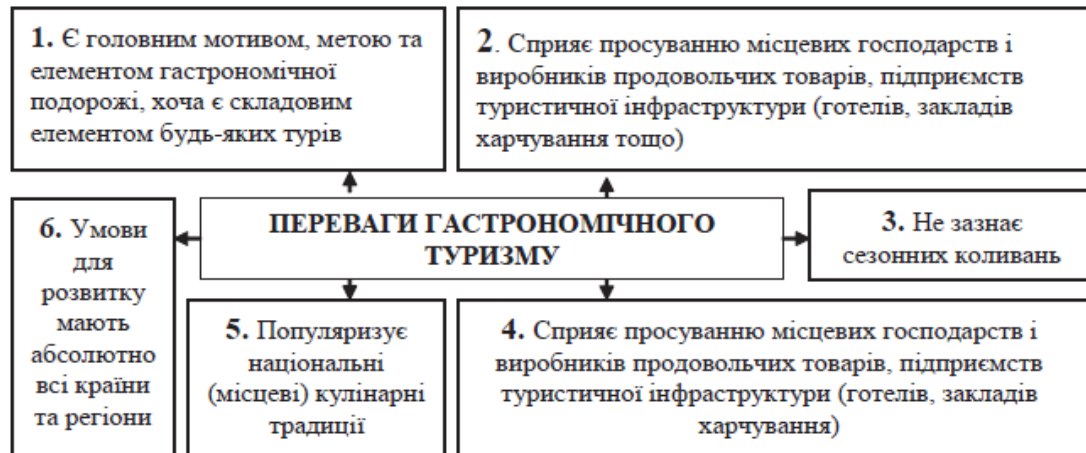 1. Є головним мотивом, метою та
елементом гастрономічної
подорожі, хоча є складовим
елементом будь-яких турів
2. Сприяє просуванню місцевих господарств і
виробників продовольчих товарів, підприємств
туристичної інфраструктури (готелів, закладів
харчування тощо)
ПЕРЕВАГИ ГАСТРОНОМІЧНОГО
ТУРИЗМУ
3. Не зазнає
сезонних коливань
4. Сприяє просуванню місцевих господарств і
виробників продовольчих товарів, підприємств
туристичної інфраструктури (готелів, закладів
харчування)
5. Популяризує
національні
(місцеві) кулінарні
традиції
6. Умови
для
розвитку
мають
абсолютно
всі країни
та регіони